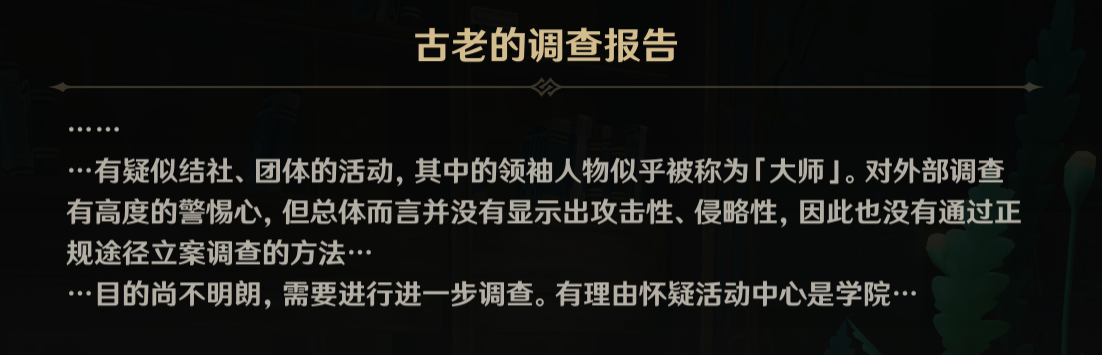 古老的调查报告
……
…有疑似结社、团体的活动，其中的领袖人物似乎被称为「大师」。对外部调查
有高度的警惕心，但总体而言并没有显示出攻击性、侵略性，因此也没有通过正
规途径立案调查的方法…
…目的尚不明朗，需要进行进一步调查。有理由怀疑活动中心是学院…